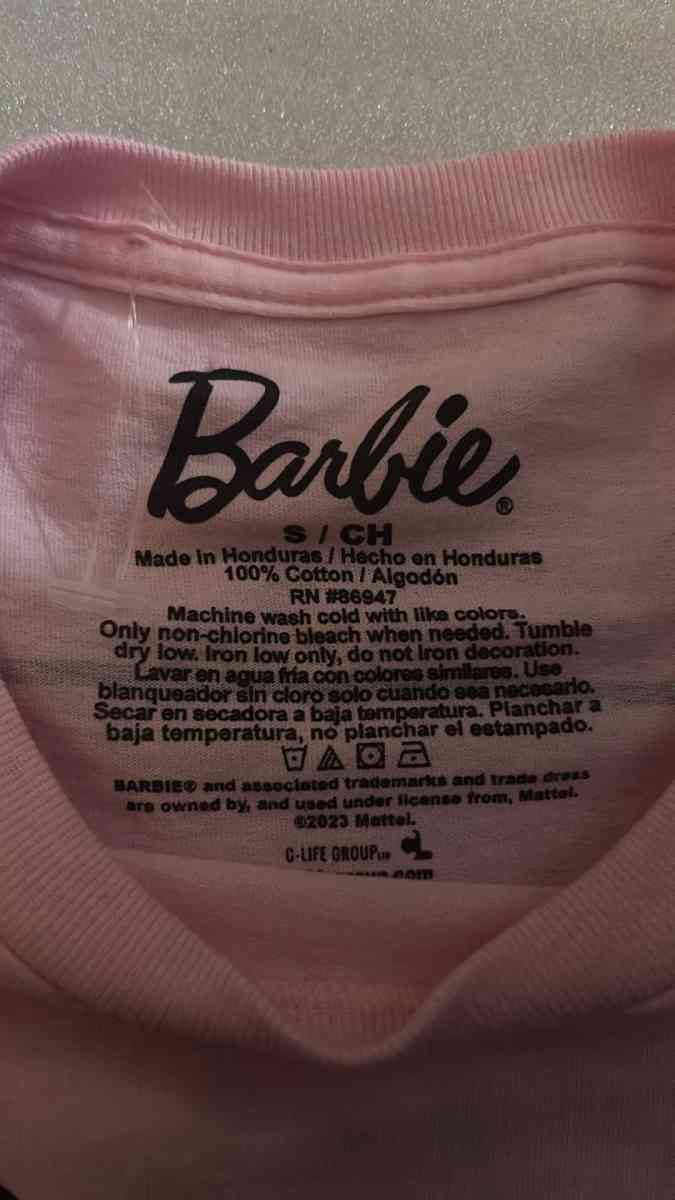 Barbie®
S / CH
Made in Honduras / Hecho en Honduras
100% Cotton / Algodón
RN #86947
Machine wash cold with like colors.
Only non-chlorine bleach when needed. Tumble
dry low. Iron low only, do not iron decoration.
Lavar en agua fría con colores similares. Use
blanqueador sin cloro solo cuando sea necesario.
Secar en secadora a baja temperatura. Planchar a
baja temperatura, no planchar el estampado.
BARBIE® and associated trademarks and trade dress
are owned by, and used under license from, Mattel.
©2023 Mattel.
C-LIFE GROUP LTD CL
.com